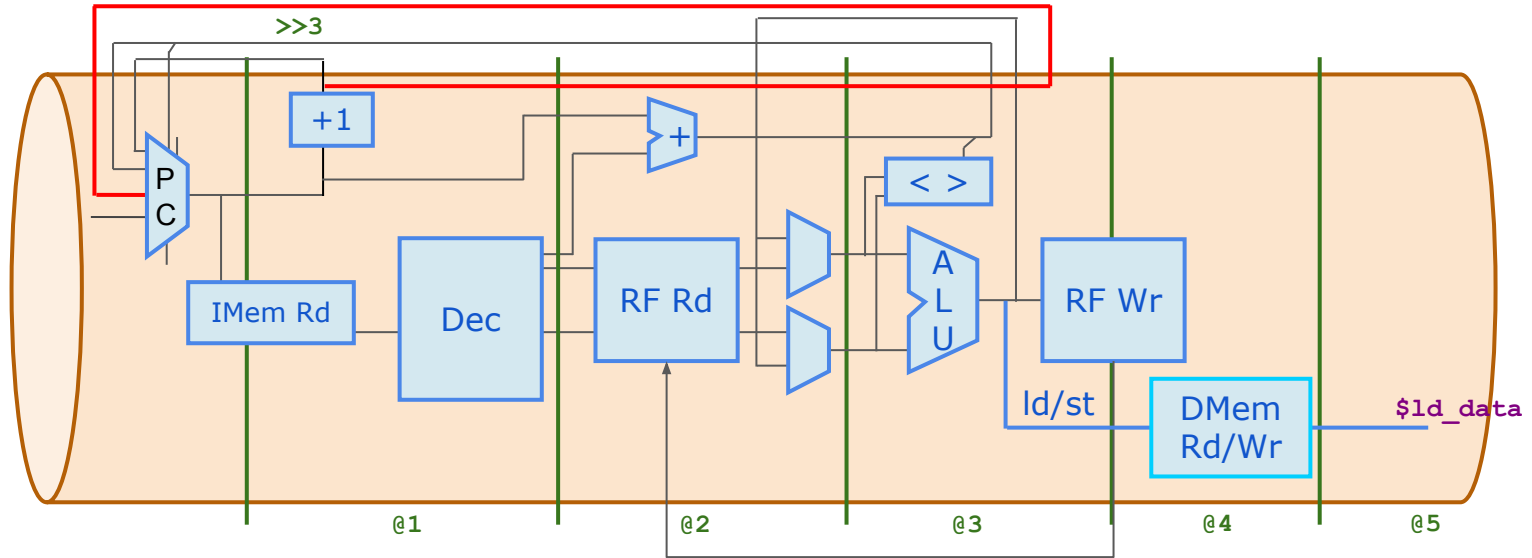 >>3
+1
P
C
+
< >
IMem Rd
Dec
RF Rd
A
L
U
RF Wr
ld/st
DMem
Rd/Wr
$ld_data
@1
@2
@3
@4
@5